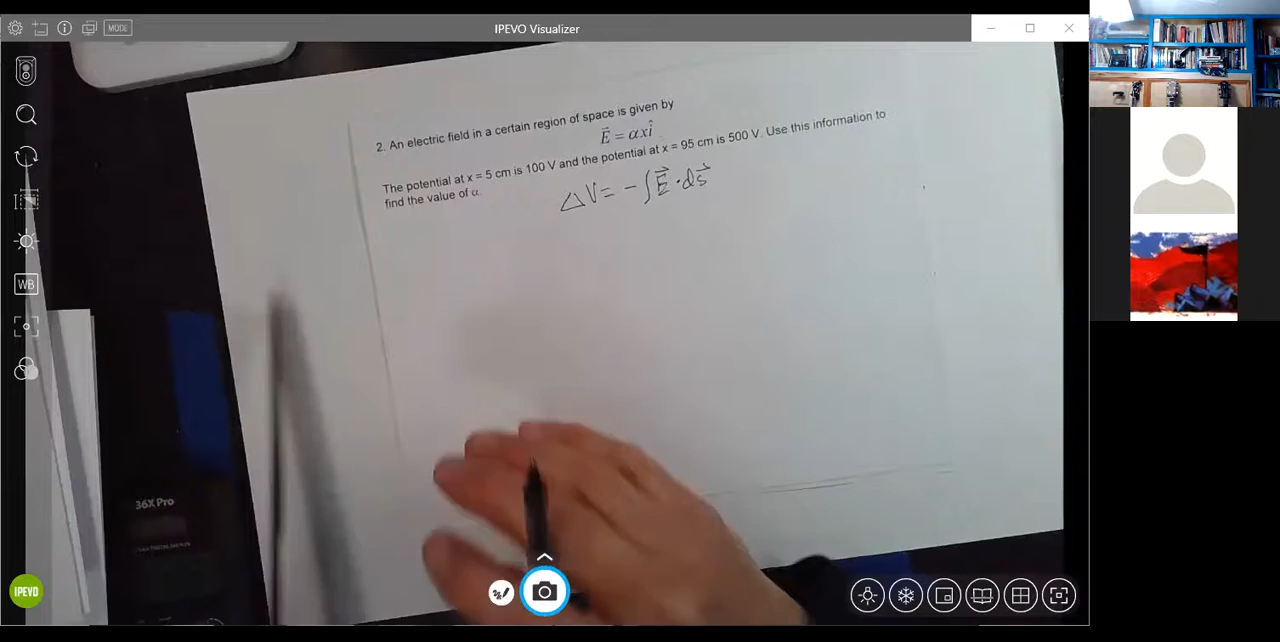 IPEVO Visualizer
MODE
2. An electric field in a certain region of space is given by
E⃗ = αxî
The potential at x = 5 cm is 100 V and the potential at x = 95 cm is 500 V. Use this information to
find the value of α.
ΔV = -∫E⃗·ds⃗
WB
36X Pro
IPEVO